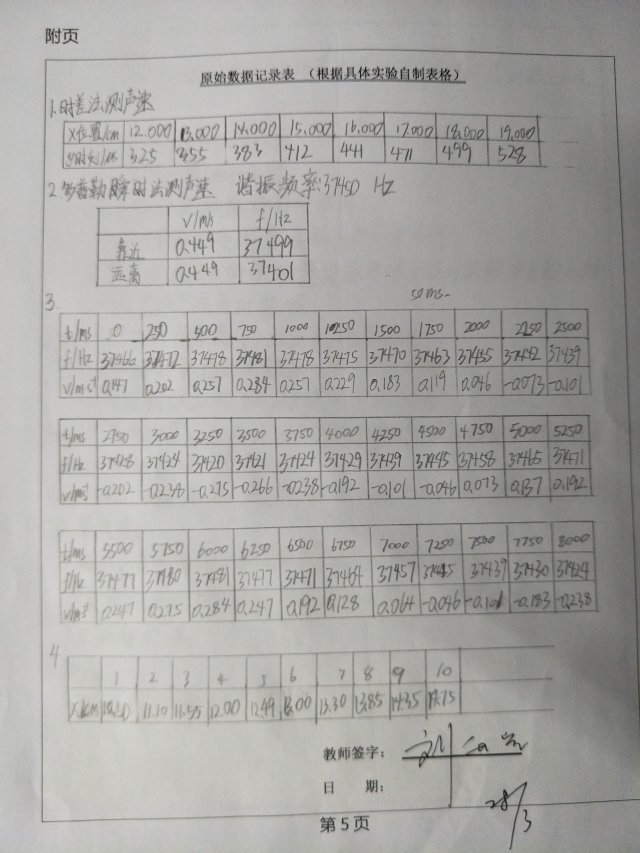 附页
原始数据记录表 （根据具体实验自制表格）
1.时差法测声速
X位置/cm 12.000 13.000 14.000 15.000 16.000 17.000 18.000 19.000
325 355 383 412 441 471 499 528
2.多普勒瞬时法测声速 谐振频率:37450 Hz
v/m/s f/Hz
靠近 0.449 37499
远离 0.449 37401
3.
50ms.
t/ms 0 250 500 750 1000 1250 1500 1750 2000 2250 2500
f/Hz 37466 37472 37478 37481 37478 37475 37470 37463 37455 37442 37439
v/m·s⁻¹ 0.147 0.202 0.257 0.284 0.257 0.229 0.183 0.119 0.046 -0.073 -0.101
t/ms 2750 3000 3250 3500 3750 4000 4250 4500 4750 5000 5250
f/Hz 37428 37424 37420 37421 37424 37429 37439 37445 37458 37465 37471
v/ms⁻¹ -0.202 -0.238 -0.275 -0.266 -0.238 -0.192 -0.101 -0.046 0.073 0.137 0.192
t/ms 5500 5750 6000 6250 6500 6750 7000 7250 7500 7750 8000
f/Hz 37477 37480 37481 37477 37471 37464 37457 37445 37439 37430 37424
v/ms⁻¹ 0.247 0.275 0.284 0.247 0.192 0.128 0.064 -0.046 -0.101 -0.183 -0.238
4
1 2 3 4 5 6 7 8 9 10
10.50 11.10 11.55 12.00 12.49 13.00 13.30 13.85 14.35 14.75
教师签字：
日 期： 28/3
第 5 页